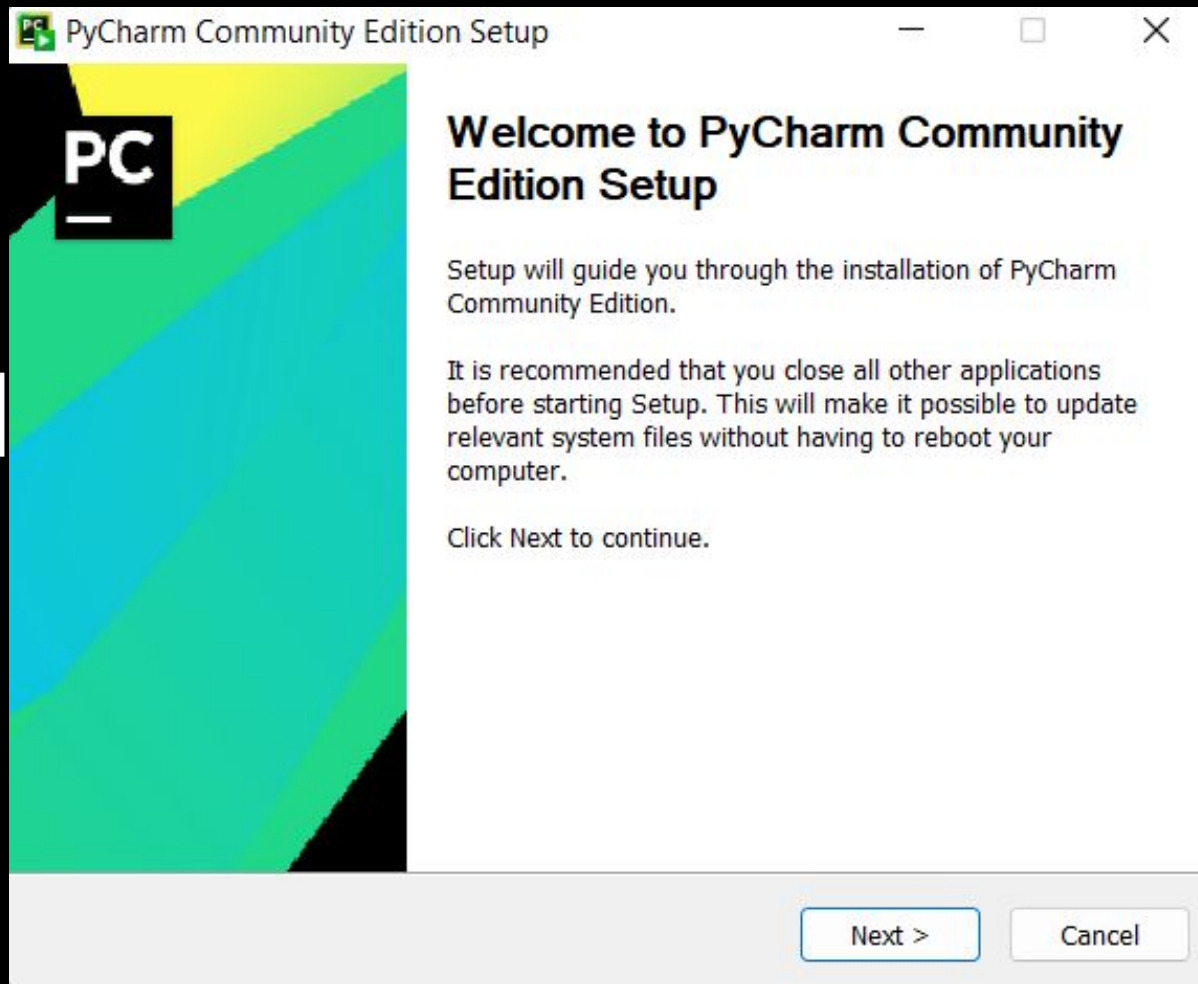 PyCharm Community Edition Setup
PC
Welcome to PyCharm Community
Edition Setup
Setup will guide you through the installation of PyCharm
Community Edition.
It is recommended that you close all other applications
before starting Setup. This will make it possible to update
relevant system files without having to reboot your
computer.
Click Next to continue.
Next >
Cancel